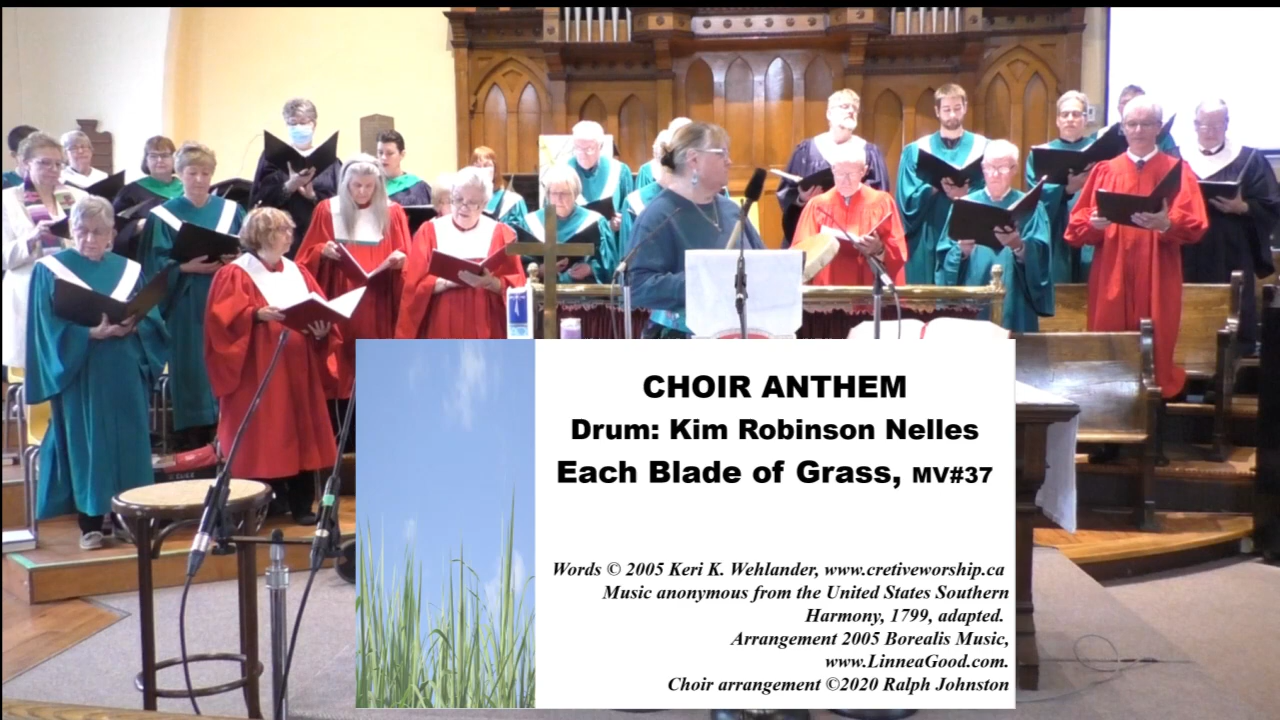 CHOIR ANTHEM
Drum: Kim Robinson Nelles
Each Blade of Grass, MV#37
Words © 2005 Keri K. Wehlander, www.cretiveworship.ca
Music anonymous from the United States Southern
Harmony, 1799, adapted.
Arrangement 2005 Borealis Music,
www.LinneaGood.com.
Choir arrangement ©2020 Ralph Johnston